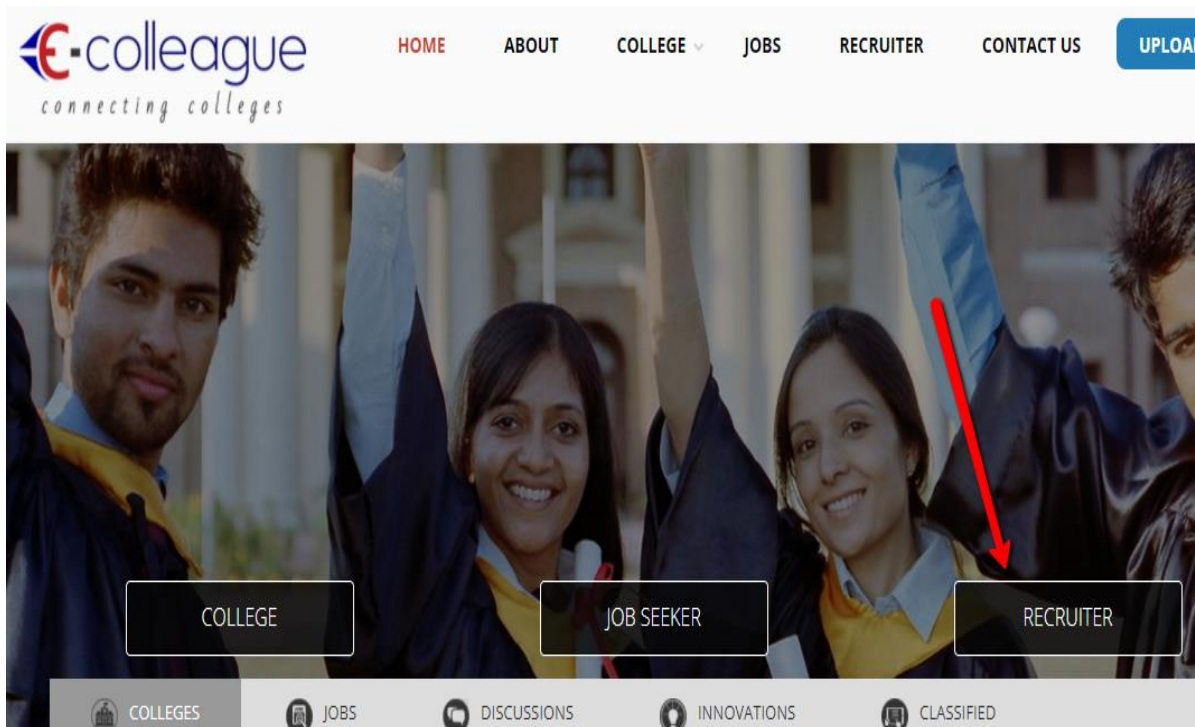 E-colleague
connecting colleges
HOME ABOUT COLLEGE JOBS RECRUITER CONTACT US
COLLEGE JOB SEEKER RECRUITER
COLLEGES JOBS DISCUSSIONS INNOVATIONS CLASSIFIED